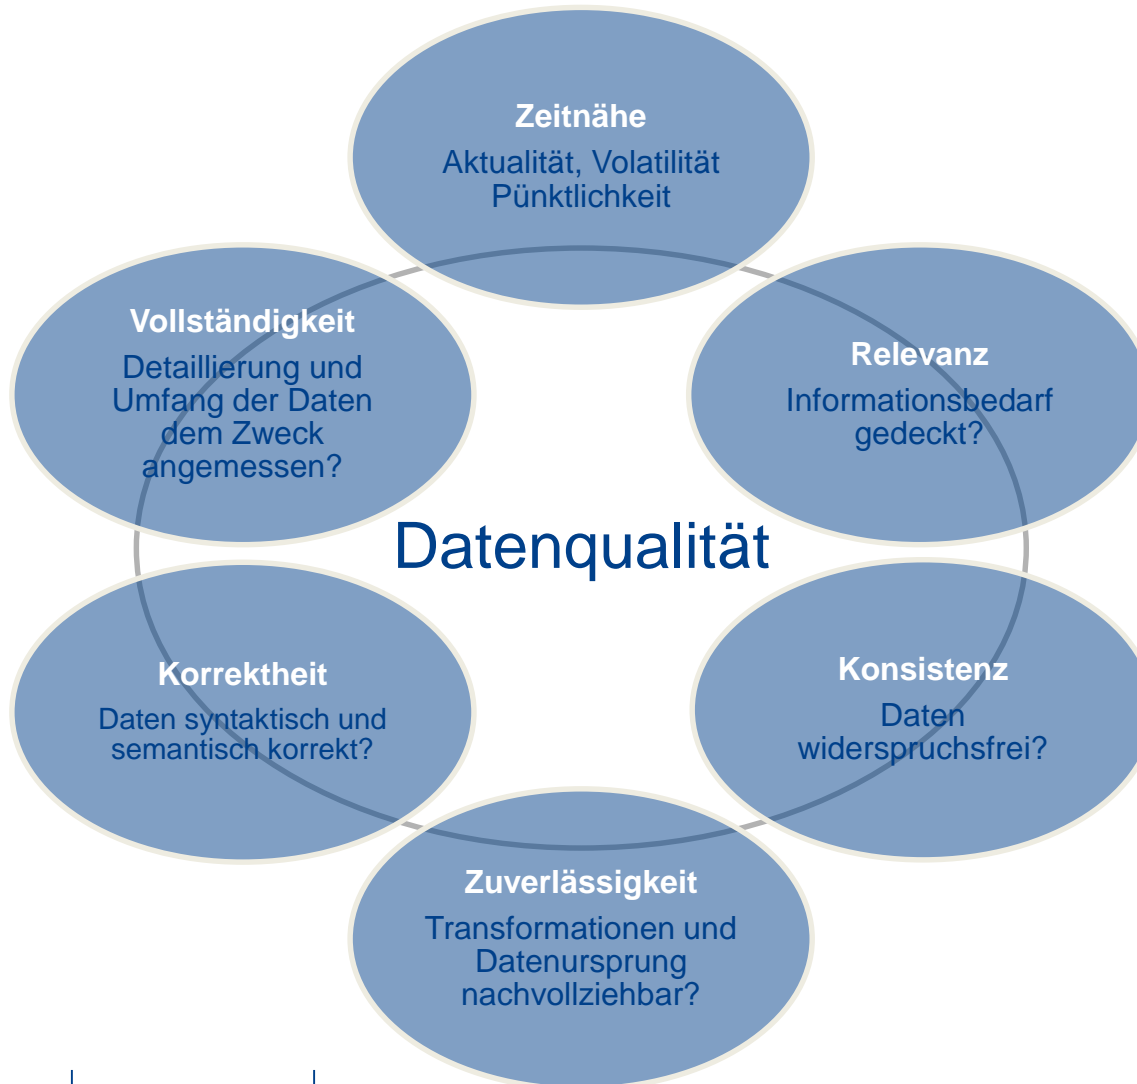 Zeitnähe
Aktualität, Volatilität
Pünktlichkeit
Vollständigkeit
Detaillierung und
Umfang der Daten
dem Zweck
angemessen?
Relevanz
Informationsbedarf
gedeckt?
Datenqualität
Korrektheit
Daten syntaktisch und
semantisch korrekt?
Konsistenz
Daten
widerspruchsfrei?
Zuverlässigkeit
Transformationen und
Datenursprung
nachvollziehbar?